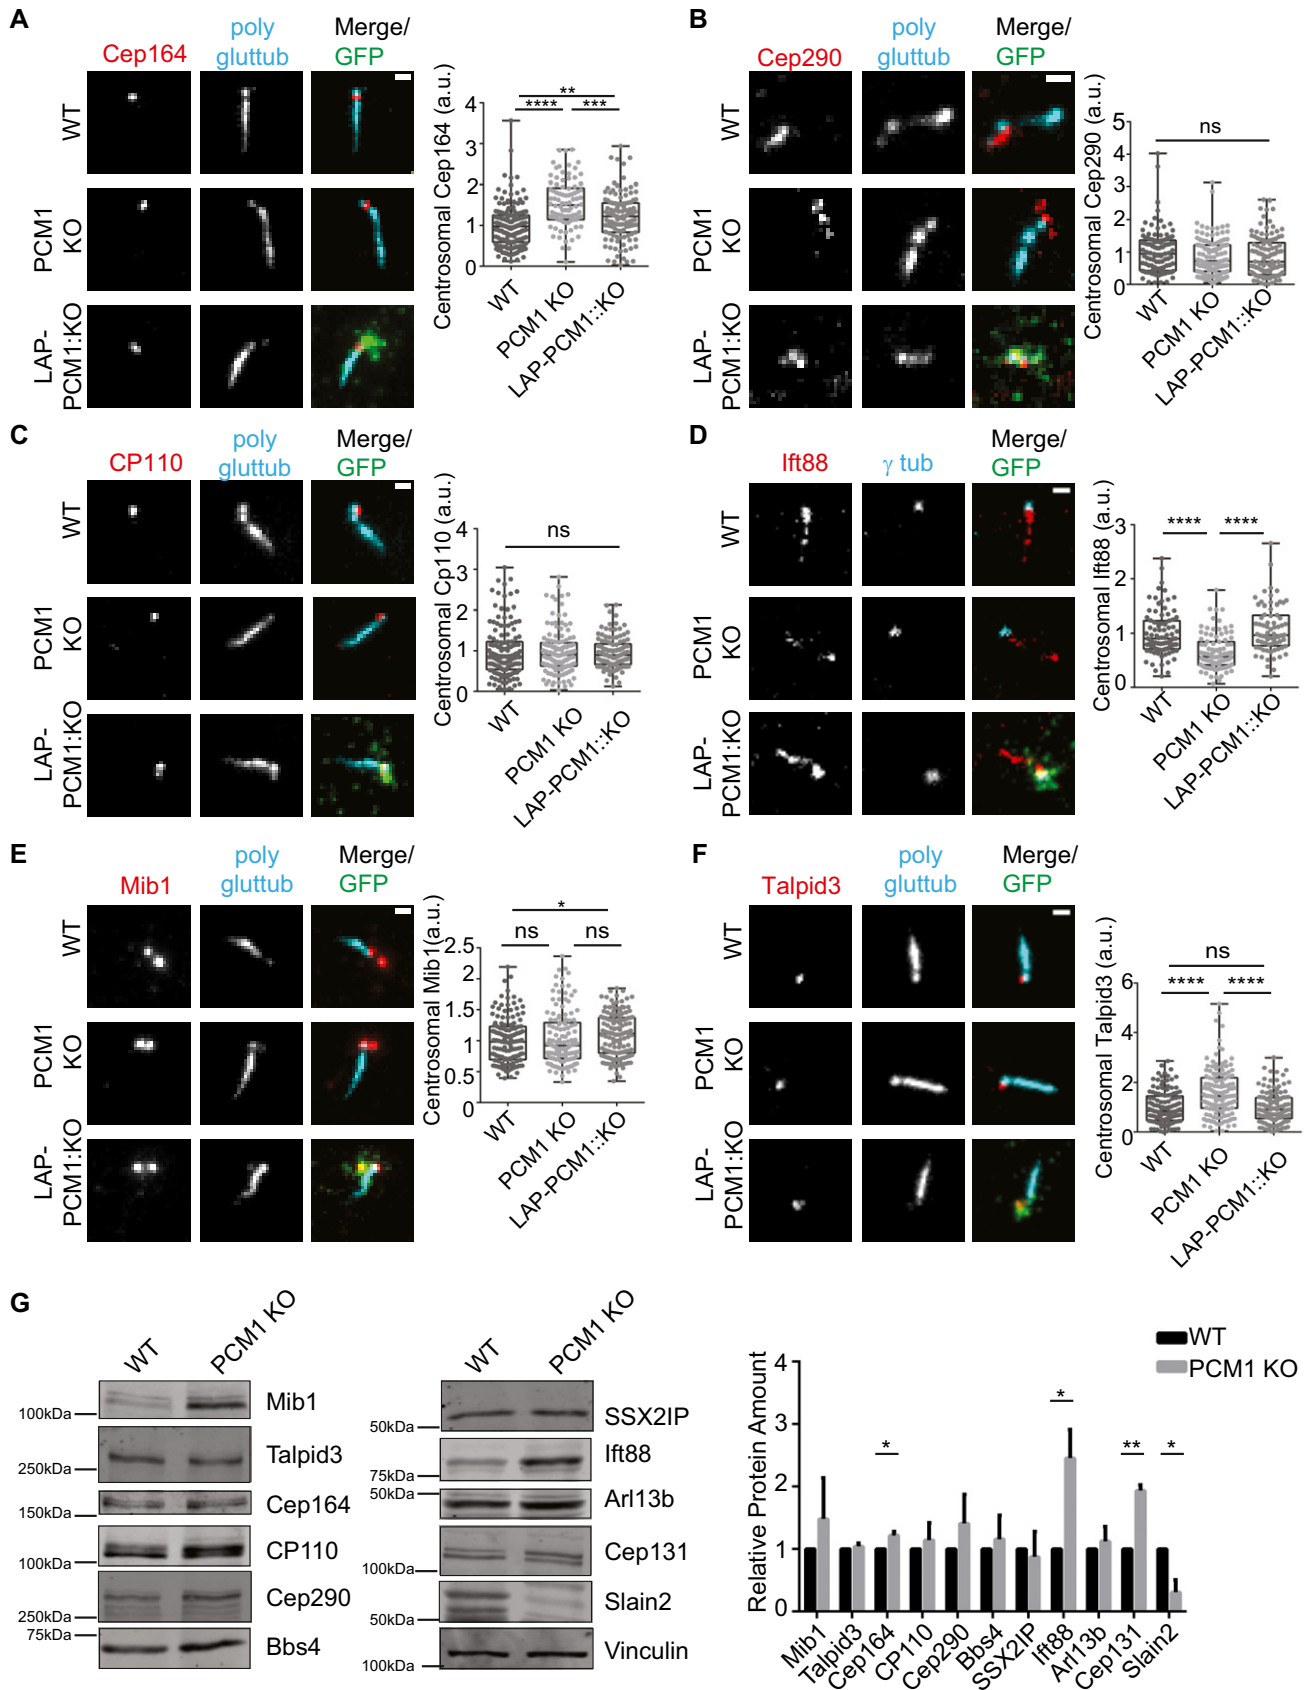 A
Cep164
poly
gluttub
Merge/
GFP
WT
PCM1
KO
LAP-
PCM1:KO
Centrosomal Cep164 (a.u.)
4
3
2
1
0
**
****
***
WT
PCM1 KO
LAP-PCM1::KO
B
Cep290
poly
gluttub
Merge/
GFP
WT
PCM1
KO
LAP-
PCM1:KO
Centrosomal Cep290 (a.u.)
5
4
3
2
1
0
ns
WT
PCM1 KO
LAP-PCM1::KO
C
CP110
poly
gluttub
Merge/
GFP
WT
PCM1
KO
LAP-
PCM1:KO
Centrosomal Cp110 (a.u.)
4
3
2
1
0
ns
WT
PCM1 KO
LAP-PCM1::KO
D
Ift88
γ tub
Merge/
GFP
WT
PCM1
KO
LAP-
PCM1:KO
Centrosomal Ift88 (a.u.)
3
2
1
0
****
****
WT
PCM1 KO
LAP-PCM1::KO
E
Mib1
poly
gluttub
Merge/
GFP
WT
PCM1
KO
LAP-
PCM1:KO
Centrosomal Mib1(a.u.)
2.5
2
1.5
1
0.5
0
*
ns
ns
WT
PCM1 KO
LAP-PCM1::KO
F
Talpid3
poly
gluttub
Merge/
GFP
WT
PCM1
KO
LAP-
PCM1:KO
Centrosomal Talpid3 (a.u.)
6
4
2
0
ns
****
****
WT
PCM1 KO
LAP-PCM1::KO
G
WT
PCM1 KO
100kDa
Mib1
250kDa
Talpid3
150kDa
Cep164
100kDa
CP110
250kDa
Cep290
75kDa
Bbs4
WT
PCM1 KO
50kDa
SSX2IP
75kDa
Ift88
50kDa
Arl13b
100kDa
Cep131
50kDa
Slain2
100kDa
Vinculin
WT
PCM1 KO
Relative Protein Amount
4
3
2
1
0
*
*
**
*
Mib1
Talpid3
Cep164
CP110
Cep290
Bbs4
SSX2IP
Ift88
Arl13b
Cep131
Slain2